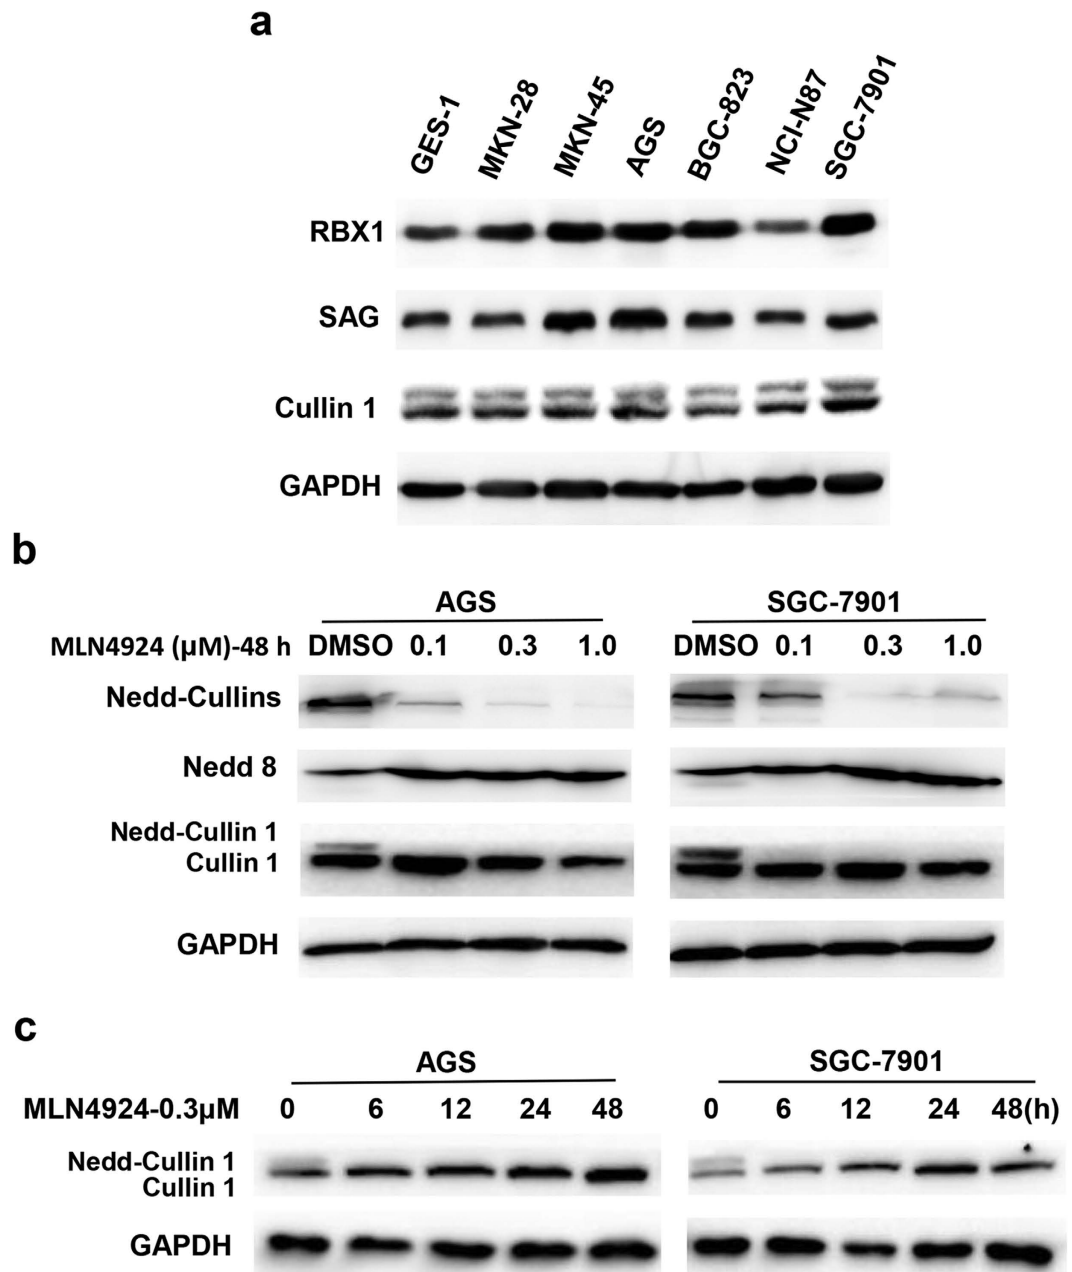 a
GES-1 MKN-28 MKN-45 AGS BGC-823 NCI-N87 SGC-7901
RBX1
SAG
Cullin 1
GAPDH
b
AGS SGC-7901
MLN4924 (μM)-48 h DMSO 0.1 0.3 1.0 DMSO 0.1 0.3 1.0
Nedd-Cullins
Nedd 8
Nedd-Cullin 1
Cullin 1
GAPDH
c
AGS SGC-7901
MLN4924-0.3μM 0 6 12 24 48 0 6 12 24 48(h)
Nedd-Cullin 1
Cullin 1
GAPDH